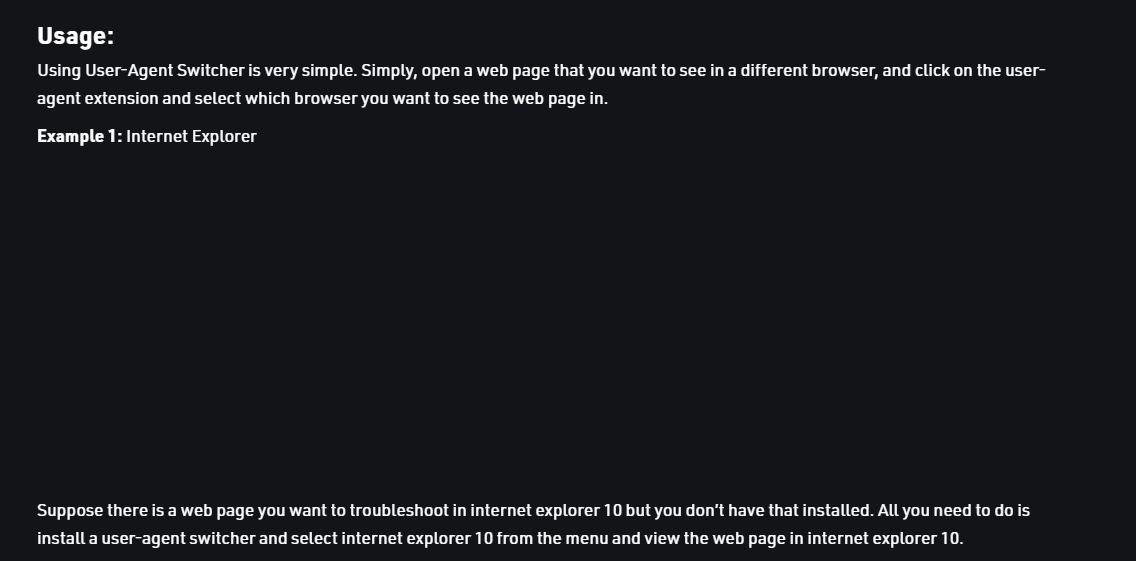 Usage:
Using User-Agent Switcher is very simple. Simply, open a web page that you want to see in a different browser, and click on the user-
agent extension and select which browser you want to see the web page in.
Example 1: Internet Explorer
Suppose there is a web page you want to troubleshoot in internet explorer 10 but you don't have that installed. All you need to do is
install a user-agent switcher and select internet explorer 10 from the menu and view the web page in internet explorer 10.